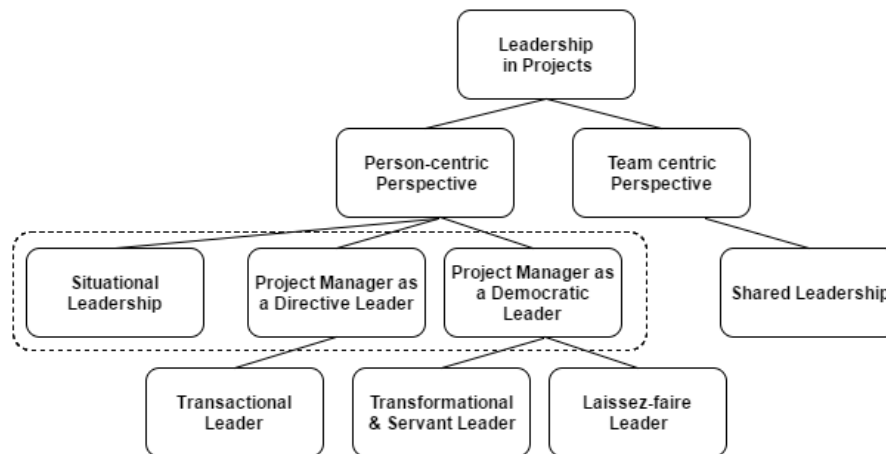 Leadership
in Projects
Person-centric
Perspective
Team centric
Perspective
Situational
Leadership
Project Manager as
a Directive Leader
Project Manager as
a Democratic
Leader
Shared Leadership
Transactional
Leader
Transformational
& Servant Leader
Laissez-faire
Leader